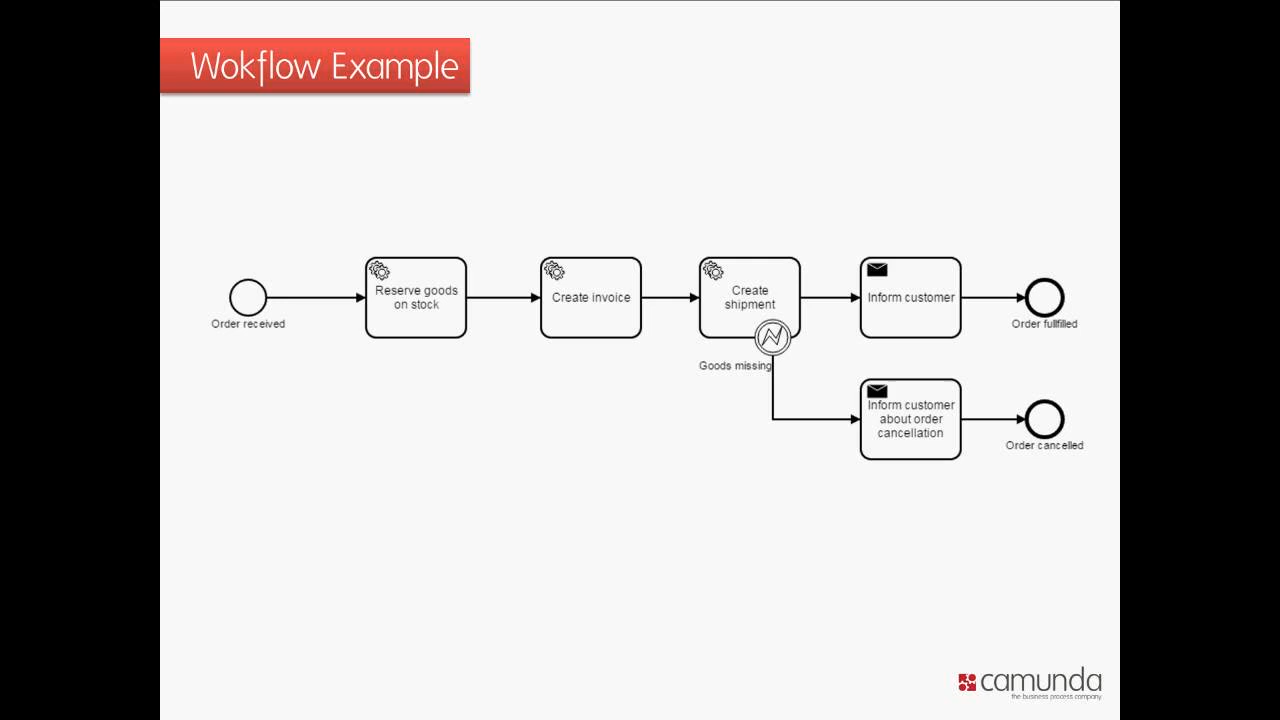 Wokflow Example
Reserve goods
on stock
Create invoice
Create
shipment
Inform customer
Order received
Order fullfilled
Goods missing
Inform customer
about order
cancellation
Order cancelled
camunda
the business process company